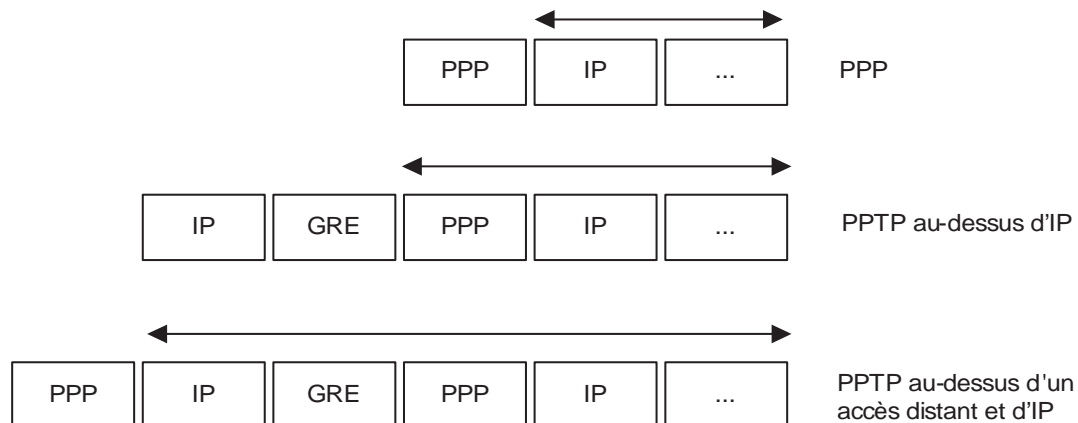 PPP IP ... PPP
IP GRE PPP IP ... PPTP au-dessus d’IP
PPP IP GRE PPP IP ... PPTP au-dessus d'un
accès distant et d’IP